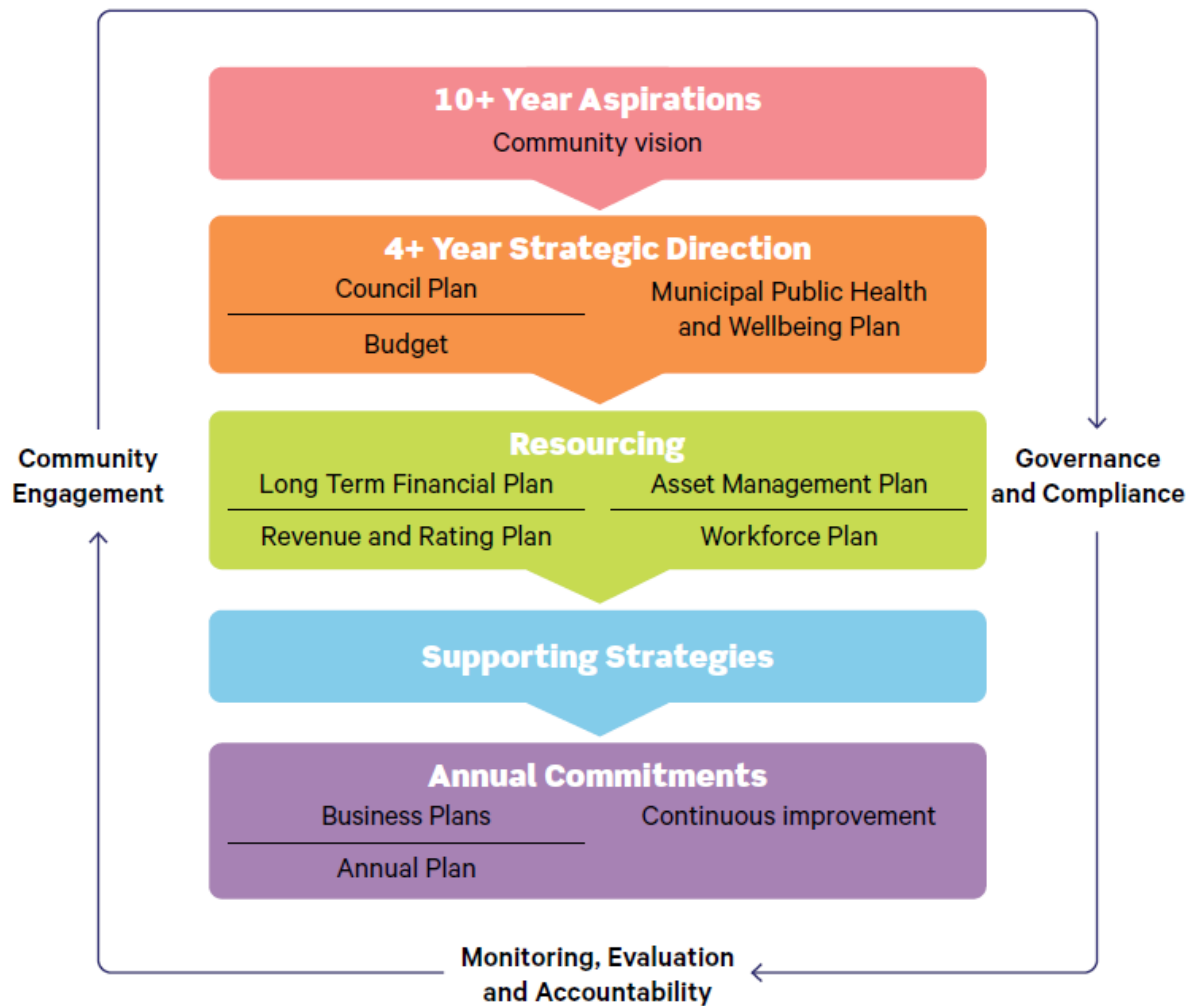 10+ Year Aspirations
Community vision
4+ Year Strategic Direction
Council Plan
Budget
Municipal Public Health
and Wellbeing Plan
Resourcing
Long Term Financial Plan
Revenue and Rating Plan
Asset Management Plan
Workforce Plan
Supporting Strategies
Annual Commitments
Business Plans
Annual Plan
Continuous improvement
Community
Engagement
Governance
and Compliance
Monitoring, Evaluation
and Accountability